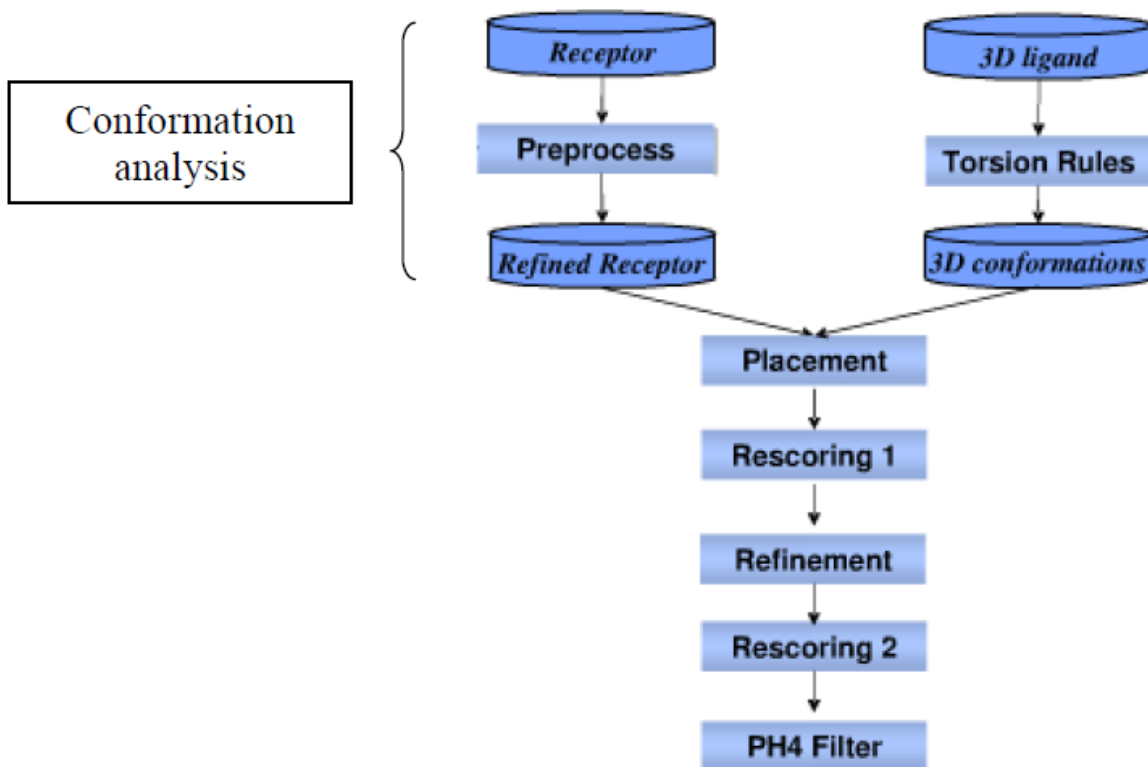 Conformation
analysis
Receptor
3D ligand
Preprocess
Torsion Rules
Refined Receptor
3D conformations
Placement
Rescoring 1
Refinement
Rescoring 2
PH4 Filter